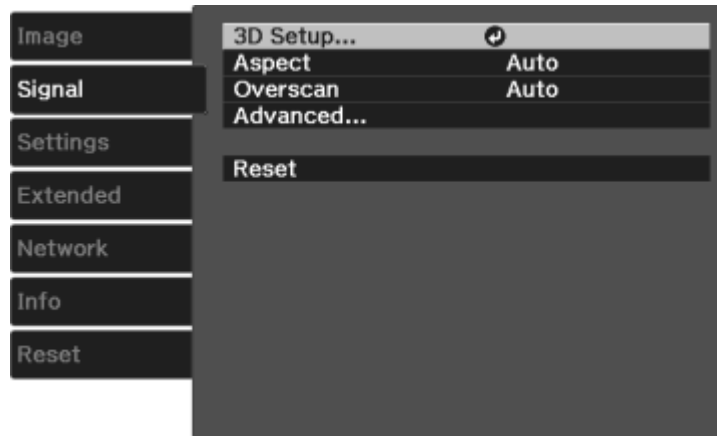 Image
Signal
Settings
Extended
Network
Info
Reset
3D Setup...
Aspect Auto
Overscan Auto
Advanced...
Reset